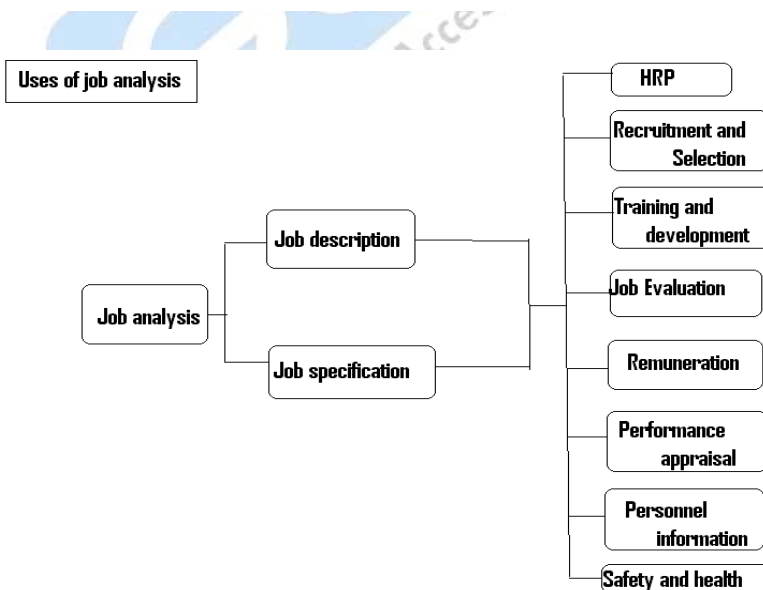 Acces
Uses of job analysis
HRP
Recruitment and
Selection
Training and
development
Job description
Job Evaluation
Job analysis
Job specification
Remuneration
Performance
appraisal
Personnel
information
Safety and health